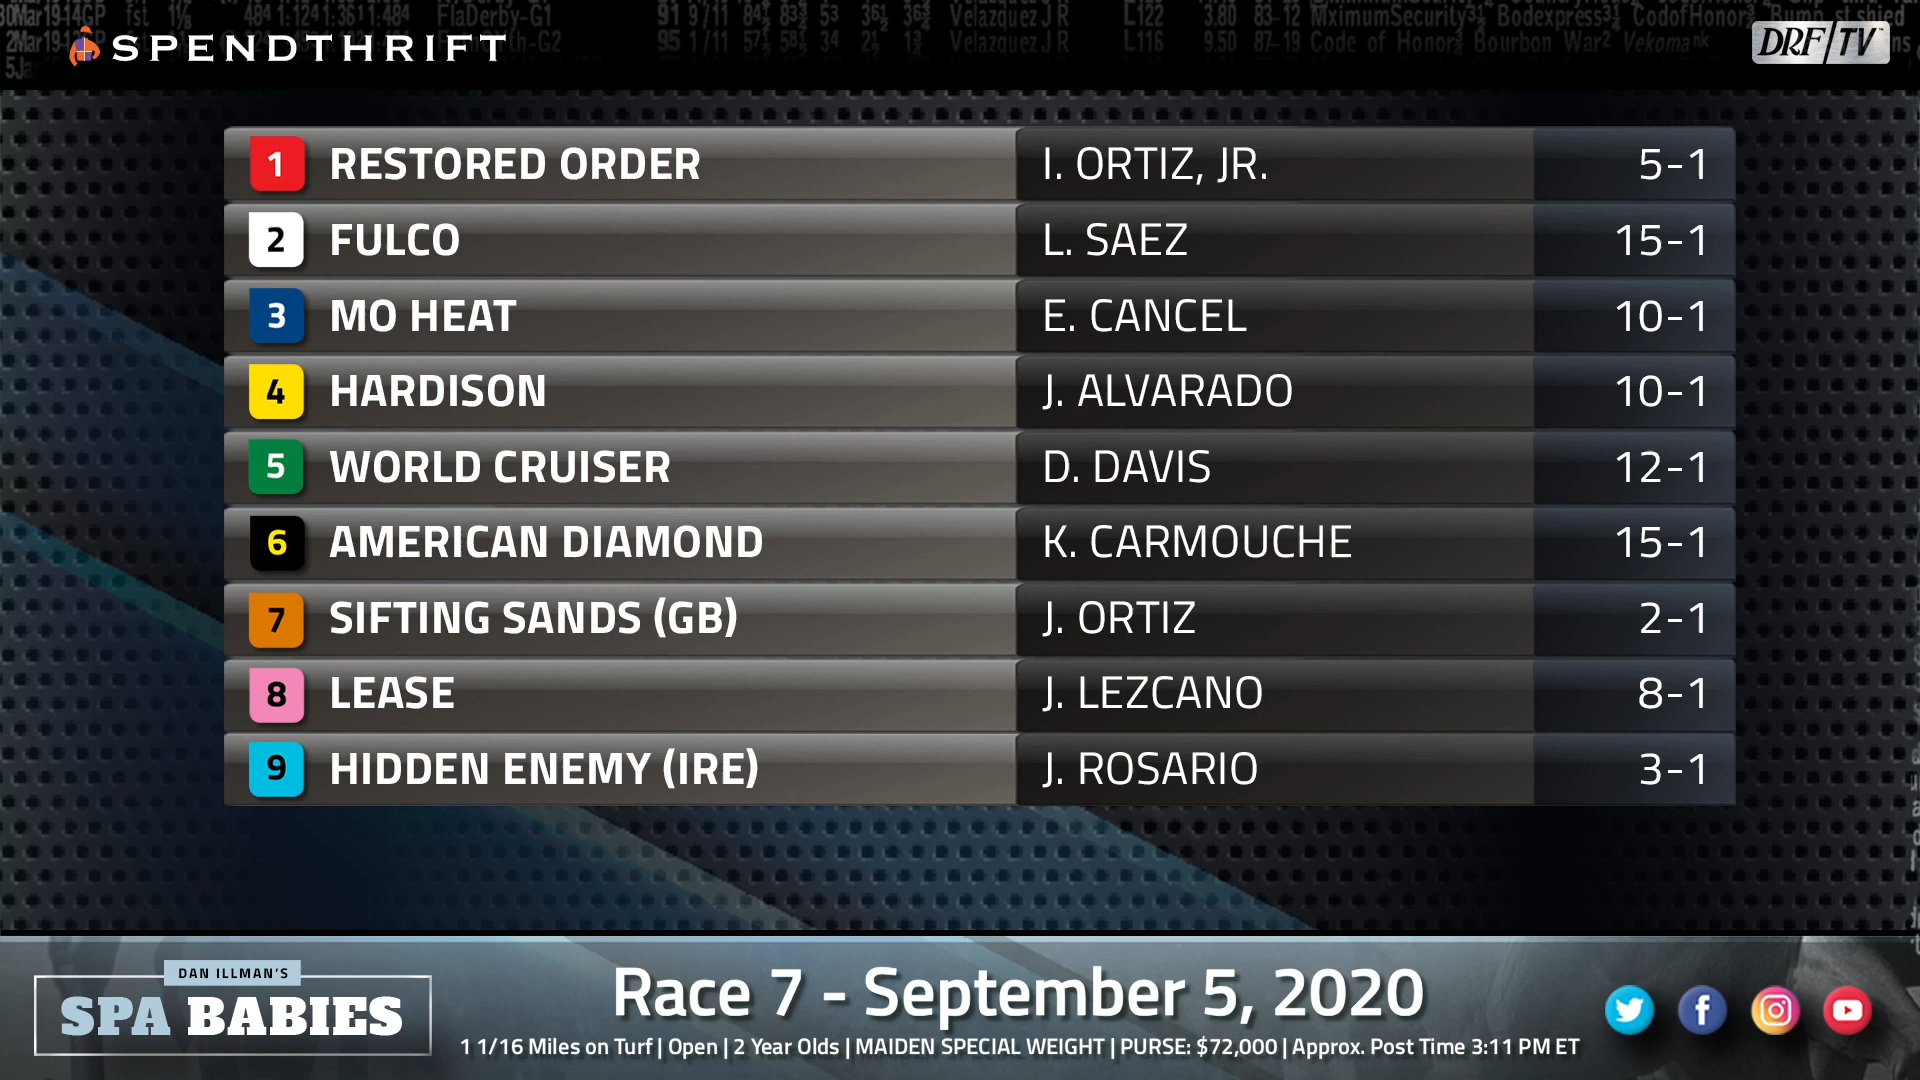 SPENDTHRIFT
DRF/TV
1 RESTORED ORDER I. ORTIZ, JR. 5-1
2 FULCO L. SAEZ 15-1
3 MO HEAT E. CANCEL 10-1
4 HARDISON J. ALVARADO 10-1
5 WORLD CRUISER D. DAVIS 12-1
6 AMERICAN DIAMOND K. CARMOUCHE 15-1
7 SIFTING SANDS (GB) J. ORTIZ 2-1
8 LEASE J. LEZCANO 8-1
9 HIDDEN ENEMY (IRE) J. ROSARIO 3-1
DAN ILLMAN'S
SPA BABIES
Race 7 - September 5, 2020
1 1/16 Miles on Turf | Open | 2 Year Olds | MAIDEN SPECIAL WEIGHT | PURSE: $72,000 | Approx. Post Time 3:11 PM ET